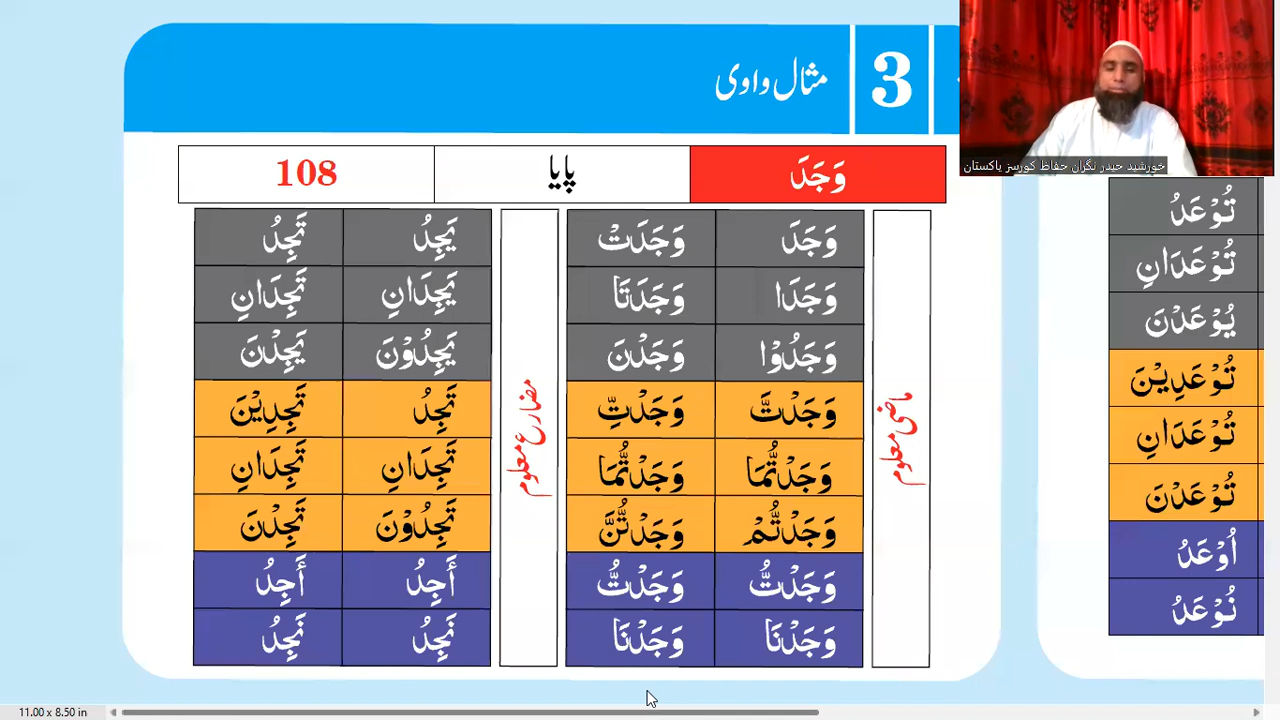 3 مثال واوی
خورشید حیدر نگران حفاظ کورسز پاکستان
وَجَدَ پایا 108
ماضی معلوم
مضارع معلوم
وَجَدَ وَجَدَتْ يَجِدُ تَجِدُ
وَجَدَا وَجَدَتَا يَجِدَانِ تَجِدَانِ
وَجَدُوْا وَجَدْنَ يَجِدُوْنَ يَجِدْنَ
وَجَدْتَّ وَجَدْتِّ تَجِدُ تَجِدِيْنَ
وَجَدْتُّمَا وَجَدْتُّمَا تَجِدَانِ تَجِدَانِ
وَجَدْتُّمْ وَجَدْتُّنَّ تَجِدُوْنَ تَجِدْنَ
وَجَدْتُّ وَجَدْتُّ أَجِدُ أَجِدُ
وَجَدْنَا وَجَدْنَا نَجِدُ نَجِدُ
تُوْعَدُ
تُوْعَدَانِ
يُوْعَدْنَ
تُوْعَدِيْنَ
تُوْعَدَانِ
تُوْعَدْنَ
اُوْعَدُ
نُوْعَدُ
11.00 x 8.50 in